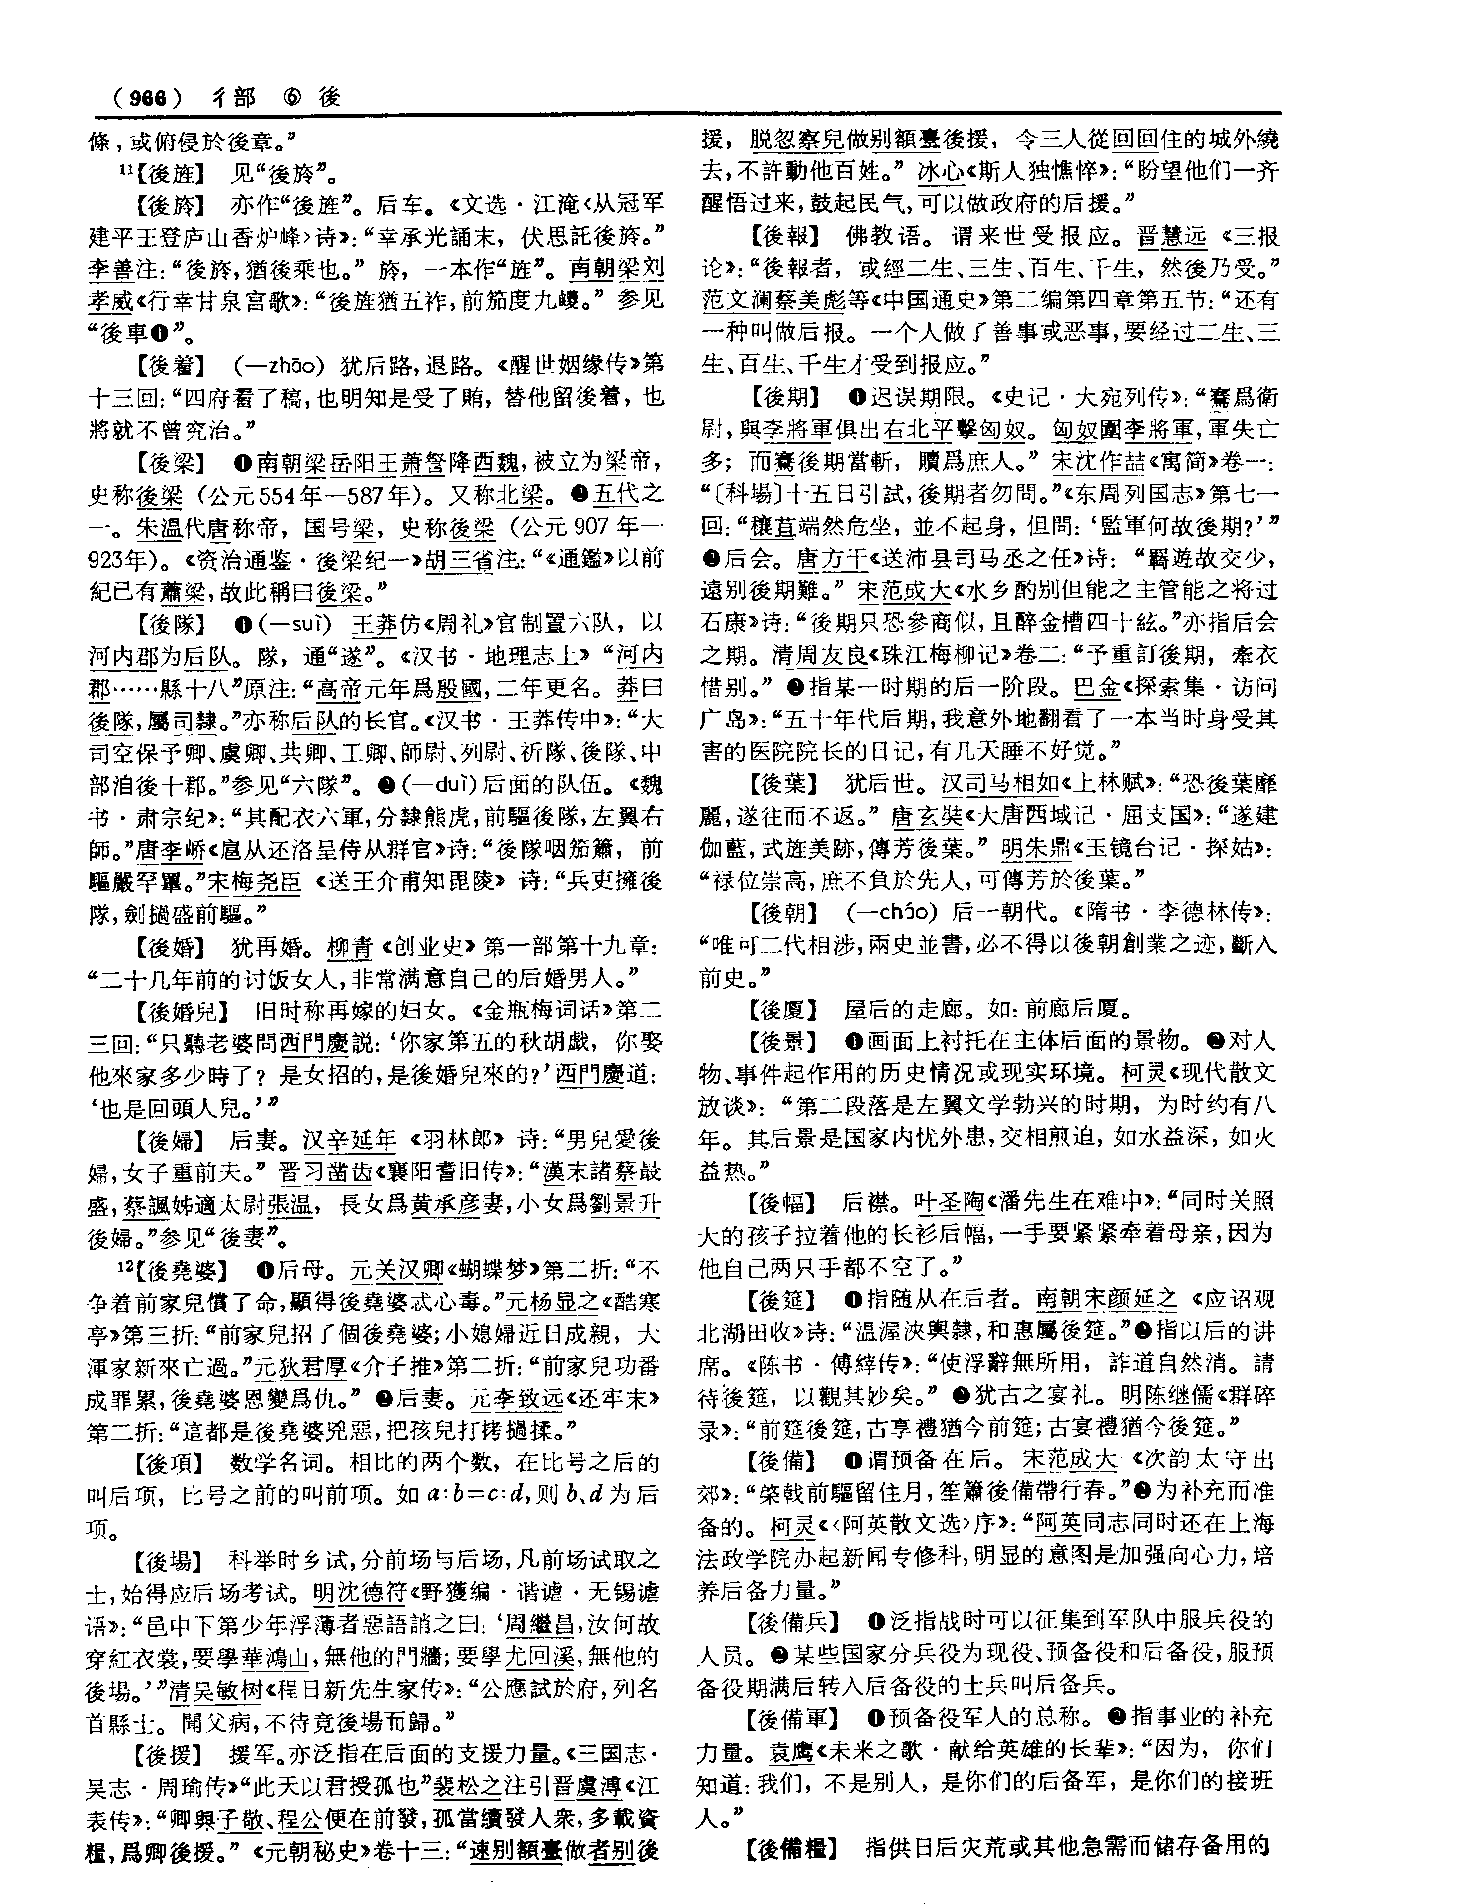 （966） 彳部 ⑥ 後
條，或俯侵於後章。”
¹¹【後旌】 见“後旍”。
【後旍】 亦作“後旌”。后车。《文选·江淹〈从冠军
建平王登庐山香炉峰〉诗》：“幸承光誦末，伏思託後旍。”
李善注：“後旍，猶後乘也。”旍，一本作“旌”。南朝梁刘
孝威《行幸甘泉宫歌》：“後旌猶五祚，前笳度九嵕。”参见
“後車❶”。
【後着】 （—zhāo）犹后路，退路。《醒世姻缘传》第
十三回：“四府看了稿，也明知是受了賄，替他留後着，也
將就不曾究治。”
【後梁】 ❶南朝梁岳阳王萧詧降西魏，被立为梁帝，
史称後梁（公元554年—587年）。又称北梁。❷五代之
一。朱温代唐称帝，国号梁，史称後梁（公元907年—
923年）。《资治通鉴·後梁纪一》胡三省注：“《通鑑》以前
紀已有蕭梁，故此稱曰後梁。”
【後隊】 ❶（—suì）王莽仿《周礼》官制置六队，以
河内郡为后队。隊，通“遂”。《汉书·地理志上》“河内
郡……縣十八”原注：“高帝元年爲殷國，二年更名。莽曰
後隊，屬司隸。”亦称后队的长官。《汉书·王莽传中》：“大
司空保予卿、虞卿、共卿、工卿、師尉、列尉、祈隊、後隊、中
部洎後十郡。”参见“六隊”。❷（—duì）后面的队伍。《魏
书·肃宗纪》：“其配衣六軍，分隸熊虎，前驅後隊，左翼右
師。”唐李峤《扈从还洛呈侍从群官》诗：“後隊咽笳簫，前
驅嚴罕罼。”宋梅尧臣《送王介甫知毘陵》诗：“兵吏擁後
隊，劍撾盛前驅。”
【後婚】 犹再婚。柳青《创业史》第一部第十九章：
“二十几年前的讨饭女人，非常满意自己的后婚男人。”
【後婚兒】 旧时称再嫁的妇女。《金瓶梅词话》第二
三回：“只聽老婆問西門慶説：‘你家第五的秋胡戲，你娶
他來家多少時了？是女招的，是後婚兒來的？’西門慶道：
‘也是回頭人兒。’”
【後婦】 后妻。汉辛延年《羽林郎》诗：“男兒愛後
婦，女子重前夫。”晋习凿齿《襄阳耆旧传》：“漢末諸蔡最
盛，蔡諷姊適太尉張温，長女爲黄承彦妻，小女爲劉景升
後婦。”参见“後妻”。
¹²【後堯婆】 ❶后母。元关汉卿《蝴蝶梦》第二折：“不
争着前家兒償了命，顯得後堯婆忒心毒。”元杨显之《酷寒
亭》第三折：“前家兒招了個後堯婆；小媳婦近日成親，大
渾家新來亡過。”元狄君厚《介子推》第二折：“前家兒功番
成罪累，後堯婆恩變爲仇。”❷后妻。元李致远《还牢末》
第二折：“這都是後堯婆兇惡，把孩兒打拷撾揉。”
【後項】 数学名词。相比的两个数，在比号之后的
叫后项，比号之前的叫前项。如a:b=c:d，则b、d为后
项。
【後場】 科举时乡试，分前场与后场，凡前场试取之
士，始得应后场考试。明沈德符《野獲编·谐谑·无锡谑
语》：“邑中下第少年浮薄者惡語誚之曰：‘周繼昌，汝何故
穿紅衣裳，要學華鴻山，無他的門牆；要學尤回溪，無他的
後場。’”清吴敏树《程日新先生家传》：“公應試於府，列名
首縣士。聞父病，不待竟後場而歸。”
【後援】 援军。亦泛指在后面的支援力量。《三国志·
吴志·周瑜传》“此天以君授孤也”裴松之注引晋虞溥《江
表传》：“卿與子敬、程公便在前發，孤當續發人衆，多載資
糧，爲卿後援。”《元朝秘史》卷十三：“速别額臺做者别後
援，脱忽察兒做别額臺後援，令三人從回回住的城外繞
去，不許動他百姓。”冰心《斯人独憔悴》：“盼望他们一齐
醒悟过来，鼓起民气，可以做政府的后援。”
【後報】 佛教语。谓来世受报应。晋慧远《三报
论》：“後報者，或經二生、三生、百生、千生，然後乃受。”
范文澜蔡美彪等《中国通史》第二编第四章第五节：“还有
一种叫做后报。一个人做了善事或恶事，要经过二生、三
生、百生、千生才受到报应。”
【後期】 ❶迟误期限。《史记·大宛列传》：“騫爲衛
尉，與李將軍俱出右北平擊匈奴。匈奴圍李將軍，軍失亡
多；而騫後期當斬，贖爲庶人。”宋沈作喆《寓简》卷一：
“〔科場〕十五日引試，後期者勿問。”《东周列国志》第七一
回：“穰苴端然危坐，並不起身，但問：‘監軍何故後期？’”
❷后会。唐方干《送沛县司马丞之任》诗：“羈遊故交少，
遠别後期難。”宋范成大《水乡酌别但能之主管能之将过
石康》诗：“後期只恐參商似，且醉金槽四十絃。”亦指后会
之期。清周友良《珠江梅柳记》卷二：“予重訂後期，牽衣
惜别。”❸指某一时期的后一阶段。巴金《探索集·访问
广岛》：“五十年代后期，我意外地翻看了一本当时身受其
害的医院院长的日记，有几天睡不好觉。”
【後葉】 犹后世。汉司马相如《上林赋》：“恐後葉靡
麗，遂往而不返。”唐玄奘《大唐西域记·屈支国》：“遂建
伽藍，式旌美跡，傳芳後葉。”明朱鼎《玉镜台记·探姑》：
“禄位崇高，庶不負於先人，可傳芳於後葉。”
【後朝】 （—cháo）后一朝代。《隋书·李德林传》：
“唯可二代相涉，兩史並書，必不得以後朝創業之迹，斷入
前史。”
【後厦】 屋后的走廊。如：前廊后厦。
【後景】 ❶画面上衬托在主体后面的景物。❷对人
物、事件起作用的历史情况或现实环境。柯灵《现代散文
放谈》：“第二段落是左翼文学勃兴的时期，为时约有八
年。其后景是国家内忧外患，交相煎迫，如水益深，如火
益热。”
【後幅】 后襟。叶圣陶《潘先生在难中》：“同时关照
大的孩子拉着他的长衫后幅，一手要紧紧牵着母亲，因为
他自己两只手都不空了。”
【後筵】 ❶指随从在后者。南朝宋颜延之《应诏观
北湖田收》诗：“温渥浹輿隸，和惠屬後筵。”❷指以后的讲
席。《陈书·傅縡传》：“使浮辭無所用，詐道自然消。請
待後筵，以觀其妙矣。”❸犹古之宴礼。明陈继儒《群碎
录》：“前筵後筵，古享禮猶今前筵；古宴禮猶今後筵。”
【後備】 ❶谓预备在后。宋范成大《次韵太守出
郊》：“棨戟前驅留住月，笙簫後備帶行春。”❷为补充而准
备的。柯灵《〈阿英散文选〉序》：“阿英同志同时还在上海
法政学院办起新闻专修科，明显的意图是加强向心力，培
养后备力量。”
【後備兵】 ❶泛指战时可以征集到军队中服兵役的
人员。❷某些国家分兵役为现役、预备役和后备役，服预
备役期满后转入后备役的士兵叫后备兵。
【後備軍】 ❶预备役军人的总称。❷指事业的补充
力量。袁鹰《未来之歌·献给英雄的长辈》：“因为，你们
知道：我们，不是别人，是你们的后备军，是你们的接班
人。”
【後備糧】 指供日后灾荒或其他急需而储存备用的